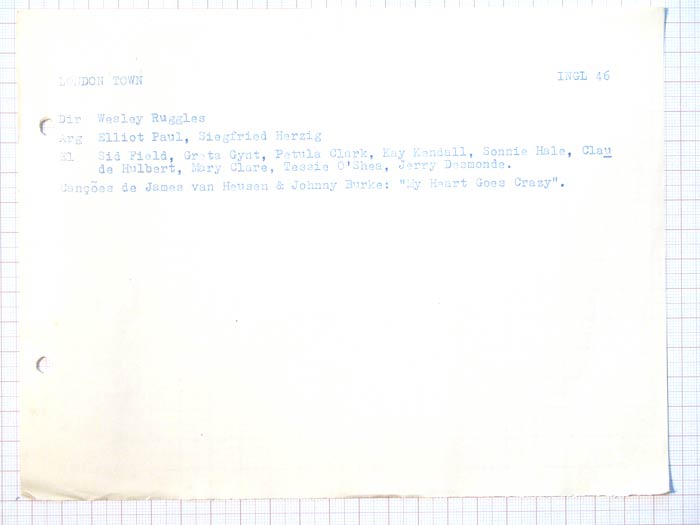 LONDON TOWN INGL 46
Dir Wesley Ruggles
Arg Elliot Paul, Siegfried Herzig
El Sid Field, Greta Gynt, Petula Clark, Kay Kendall, Sonnie Hale, Clau
de Hulbert, Mary Clare, Tessie O'Shea, Jerry Desmonde.
Canções de James van Heusen & Johnny Burke: "My Heart Goes Crazy".